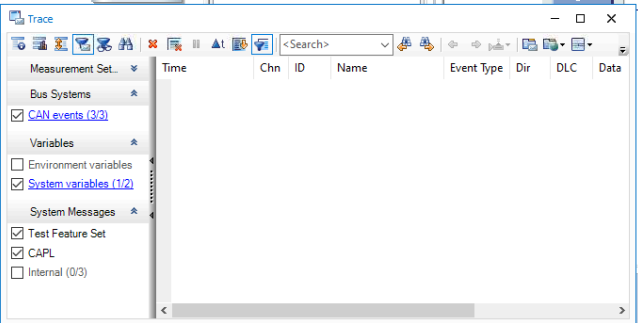 Trace
<Search>
Measurement Set...
Time Chn ID Name Event Type Dir DLC Data
Bus Systems
CAN events (3/3)
Variables
Environment variables
System variables (1/2)
System Messages
Test Feature Set
CAPL
Internal (0/3)